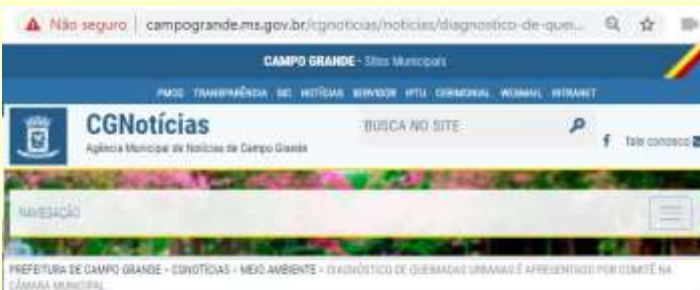 Não seguro | campogrande.ms.gov.br/cgnoticias/noticias/diagnostico-de-quei...
CAMPO GRANDE - Sites Municipais
PMCG TRANSPARÊNCIA SIC NOTÍCIAS SERVIDOR IPTU CERIMONIAL WEBMAIL INTRANET
CGNotícias
BUSCA NO SITE
Agência Municipal de Notícias de Campo Grande
fale conosco
NAVEGAÇÃO
PREFEITURA DE CAMPO GRANDE › CGNOTÍCIAS › MEIO AMBIENTE › DIAGNÓSTICO DE QUEIMADAS URBANAS É APRESENTADO POR COMITÊ NA
CÂMARA MUNICIPAL